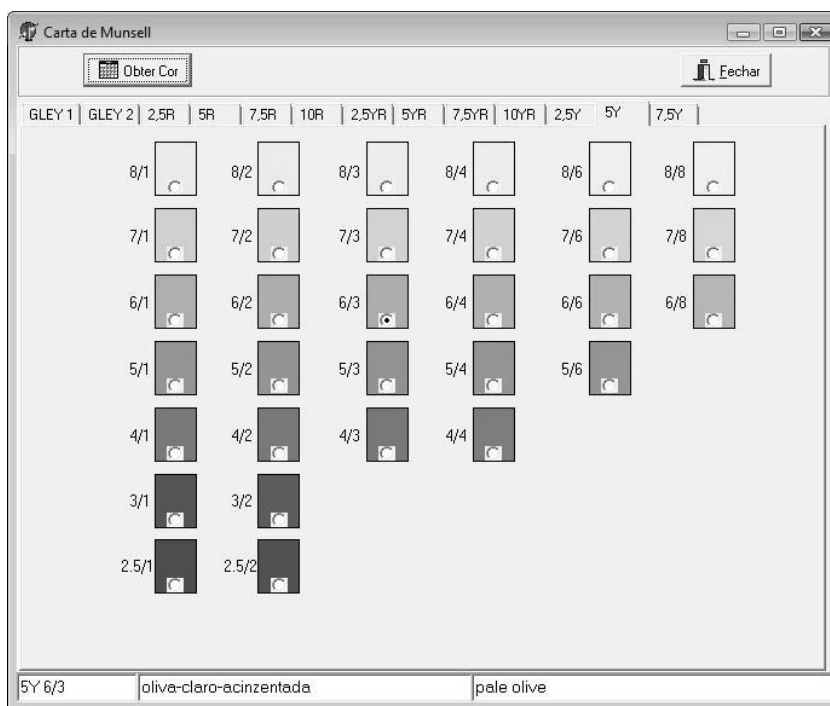 Carta de Munsell
Obter Cor
Fechar
GLEY 1 GLEY 2 2,5R 5R 7,5R 10R 2,5YR 5YR 7,5YR 10YR 2,5Y 5Y 7,5Y
8/1 8/2 8/3 8/4 8/6 8/8
7/1 7/2 7/3 7/4 7/6 7/8
6/1 6/2 6/3 6/4 6/6 6/8
5/1 5/2 5/3 5/4 5/6
4/1 4/2 4/3 4/4
3/1 3/2
2.5/1 2.5/2
5Y 6/3 oliva-claro-acinzentada pale olive